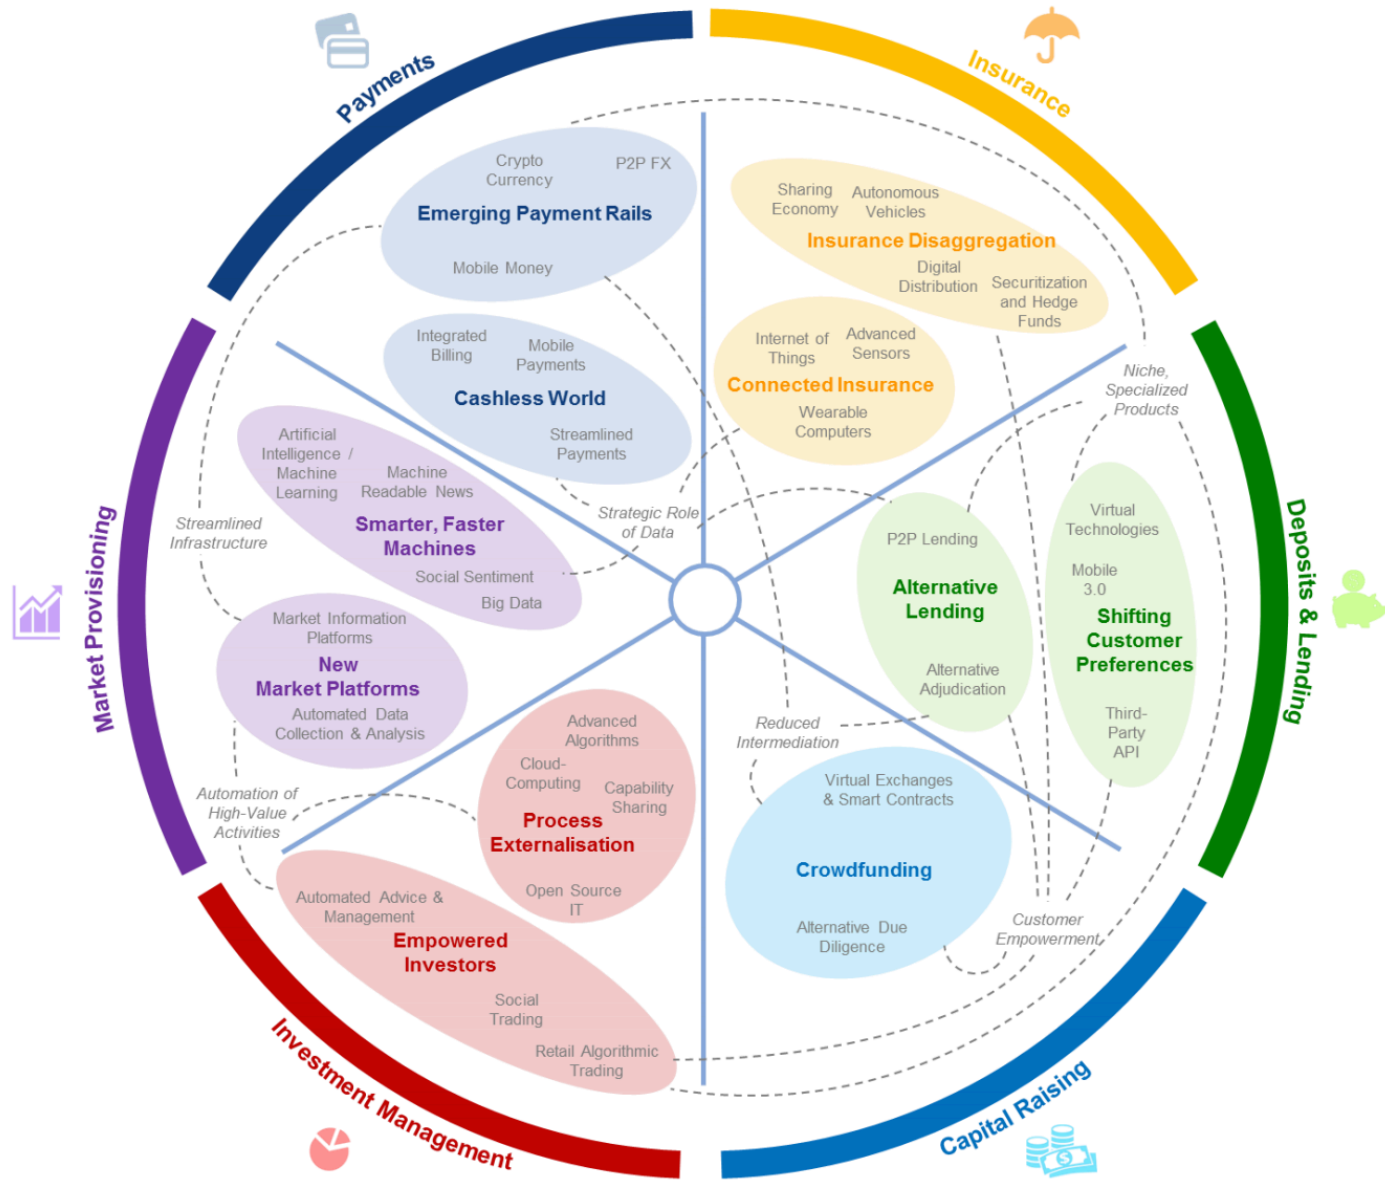 Payments
Crypto
Currency
P2P FX
Emerging Payment Rails
Mobile Money
Integrated
Billing
Mobile
Payments
Cashless World
Streamlined
Payments
Insurance
Sharing
Economy
Autonomous
Vehicles
Insurance Disaggregation
Digital
Distribution
Securitization
and Hedge
Funds
Internet of
Things
Advanced
Sensors
Connected Insurance
Wearable
Computers
Niche,
Specialized
Products
Deposits & Lending
P2P Lending
Alternative
Lending
Alternative
Adjudication
Virtual
Technologies
Mobile
3.0
Shifting
Customer
Preferences
Third-
Party
API
Market Provisioning
Artificial
Intelligence /
Machine
Learning
Machine
Readable News
Smarter, Faster
Machines
Social Sentiment
Big Data
Strategic Role
of Data
Streamlined
Infrastructure
Market Information
Platforms
New
Market Platforms
Automated Data
Collection & Analysis
Automation of
High-Value
Activities
Investment Management
Advanced
Algorithms
Cloud-
Computing
Capability
Sharing
Process
Externalisation
Open Source
IT
Automated Advice &
Management
Empowered
Investors
Social
Trading
Retail Algorithmic
Trading
Capital Raising
Reduced
Intermediation
Virtual Exchanges
& Smart Contracts
Crowdfunding
Alternative Due
Diligence
Customer
Empowerment
$